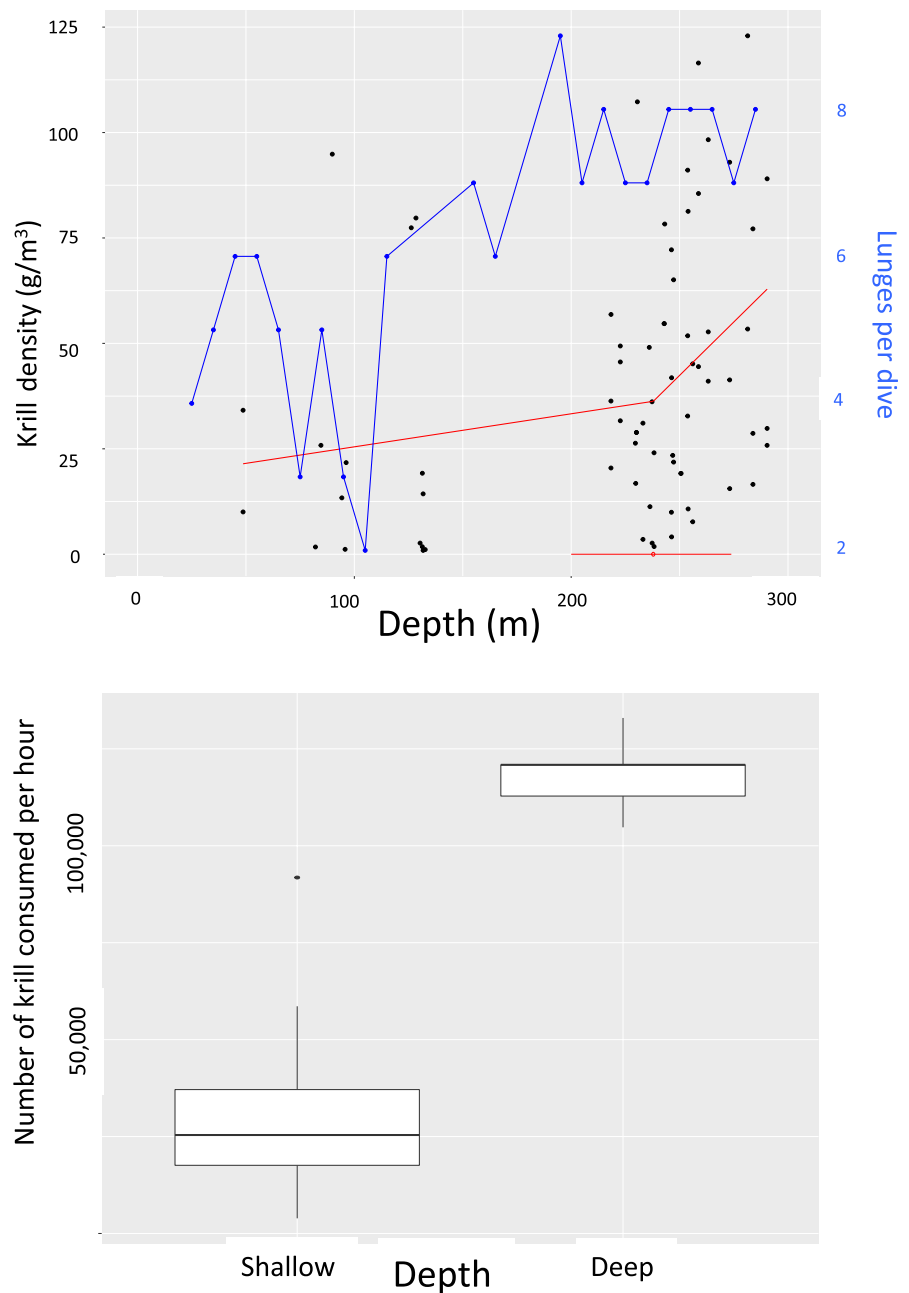 125
100
75
50
25
0
Krill density (g/m³)
8
6
4
2
Lunges per dive
0
100
200
300
Depth (m)
Number of krill consumed per hour
100,000
50,000
Shallow
Deep
Depth